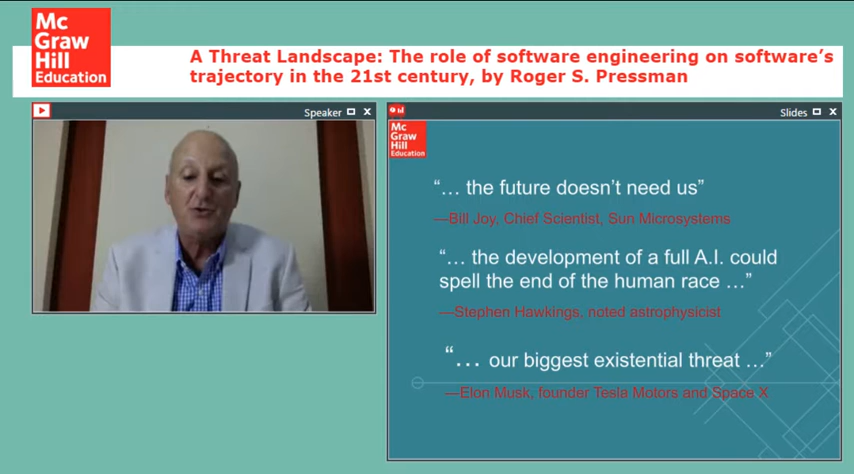 Mc
Graw
Hill
Education
A Threat Landscape: The role of software engineering on software's
trajectory in the 21st century, by Roger S. Pressman
Speaker
Slides
Mc
Graw
Hill
Education
“… the future doesn’t need us”
—Bill Joy, Chief Scientist, Sun Microsystems
“… the development of a full A.I. could
spell the end of the human race …”
—Stephen Hawkings, noted astrophysicist
“… our biggest existential threat …”
—Elon Musk, founder Tesla Motors and Space X